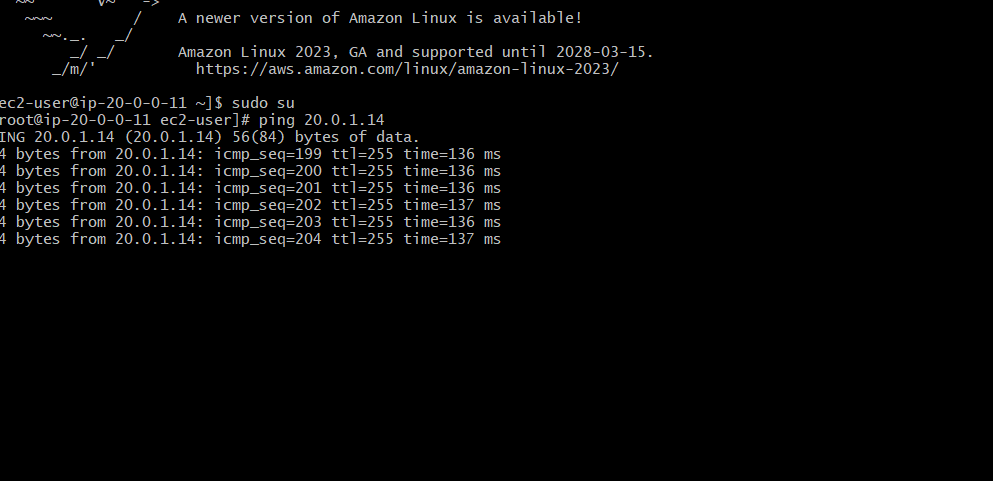 ~~ V~ '->
~~~ / A newer version of Amazon Linux is available!
~~._. _/
_/ _/ Amazon Linux 2023, GA and supported until 2028-03-15.
_/m/' https://aws.amazon.com/linux/amazon-linux-2023/
ec2-user@ip-20-0-0-11 ~]$ sudo su
root@ip-20-0-0-11 ec2-user]# ping 20.0.1.14
ING 20.0.1.14 (20.0.1.14) 56(84) bytes of data.
4 bytes from 20.0.1.14: icmp_seq=199 ttl=255 time=136 ms
4 bytes from 20.0.1.14: icmp_seq=200 ttl=255 time=136 ms
4 bytes from 20.0.1.14: icmp_seq=201 ttl=255 time=136 ms
4 bytes from 20.0.1.14: icmp_seq=202 ttl=255 time=137 ms
4 bytes from 20.0.1.14: icmp_seq=203 ttl=255 time=136 ms
4 bytes from 20.0.1.14: icmp_seq=204 ttl=255 time=137 ms